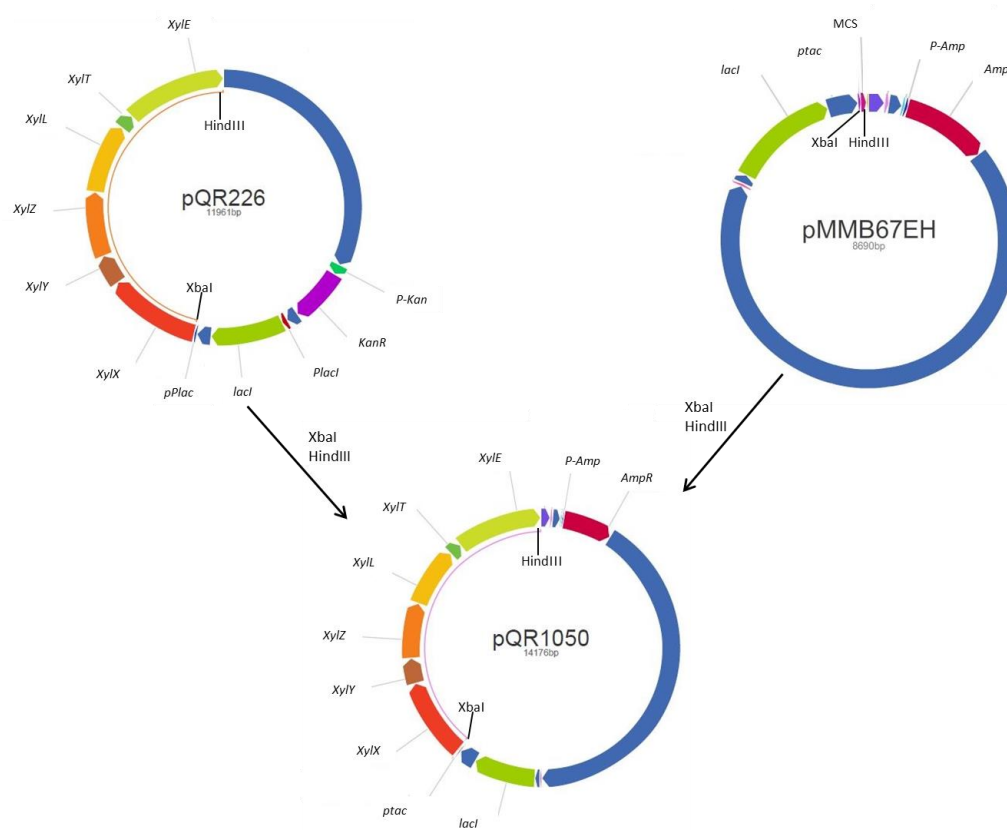 XylE
XylT
HindIII
XylL
pQR226
11961bp
XylZ
XylY
XbaI
P-Kan
KanR
XylX
PlacI
pPlac
lacI
MCS
ptac
P-Amp
lacI
Amp
XbaI HindIII
pMMB67EH
8690bp
XbaI
HindIII
XbaI
HindIII
XylE
P-Amp
AmpR
XylT
HindIII
XylL
pQR1050
14176bp
XylZ
XylY
XbaI
XylX
ptac
lacI